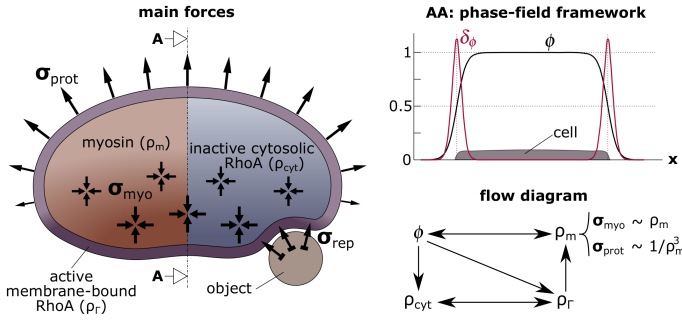 main forces
A
σprot
myosin (ρm)
inactive cytosolic
RhoA (ρcyt)
σmyo
σrep
A
active
membrane-bound
RhoA (ρΓ)
object
AA: phase-field framework
δϕ
ϕ
1
0.5
0
cell
x
flow diagram
ϕ
ρm
σmyo ~ ρm
σprot ~ 1/ρ³m
ρcyt
ρΓ